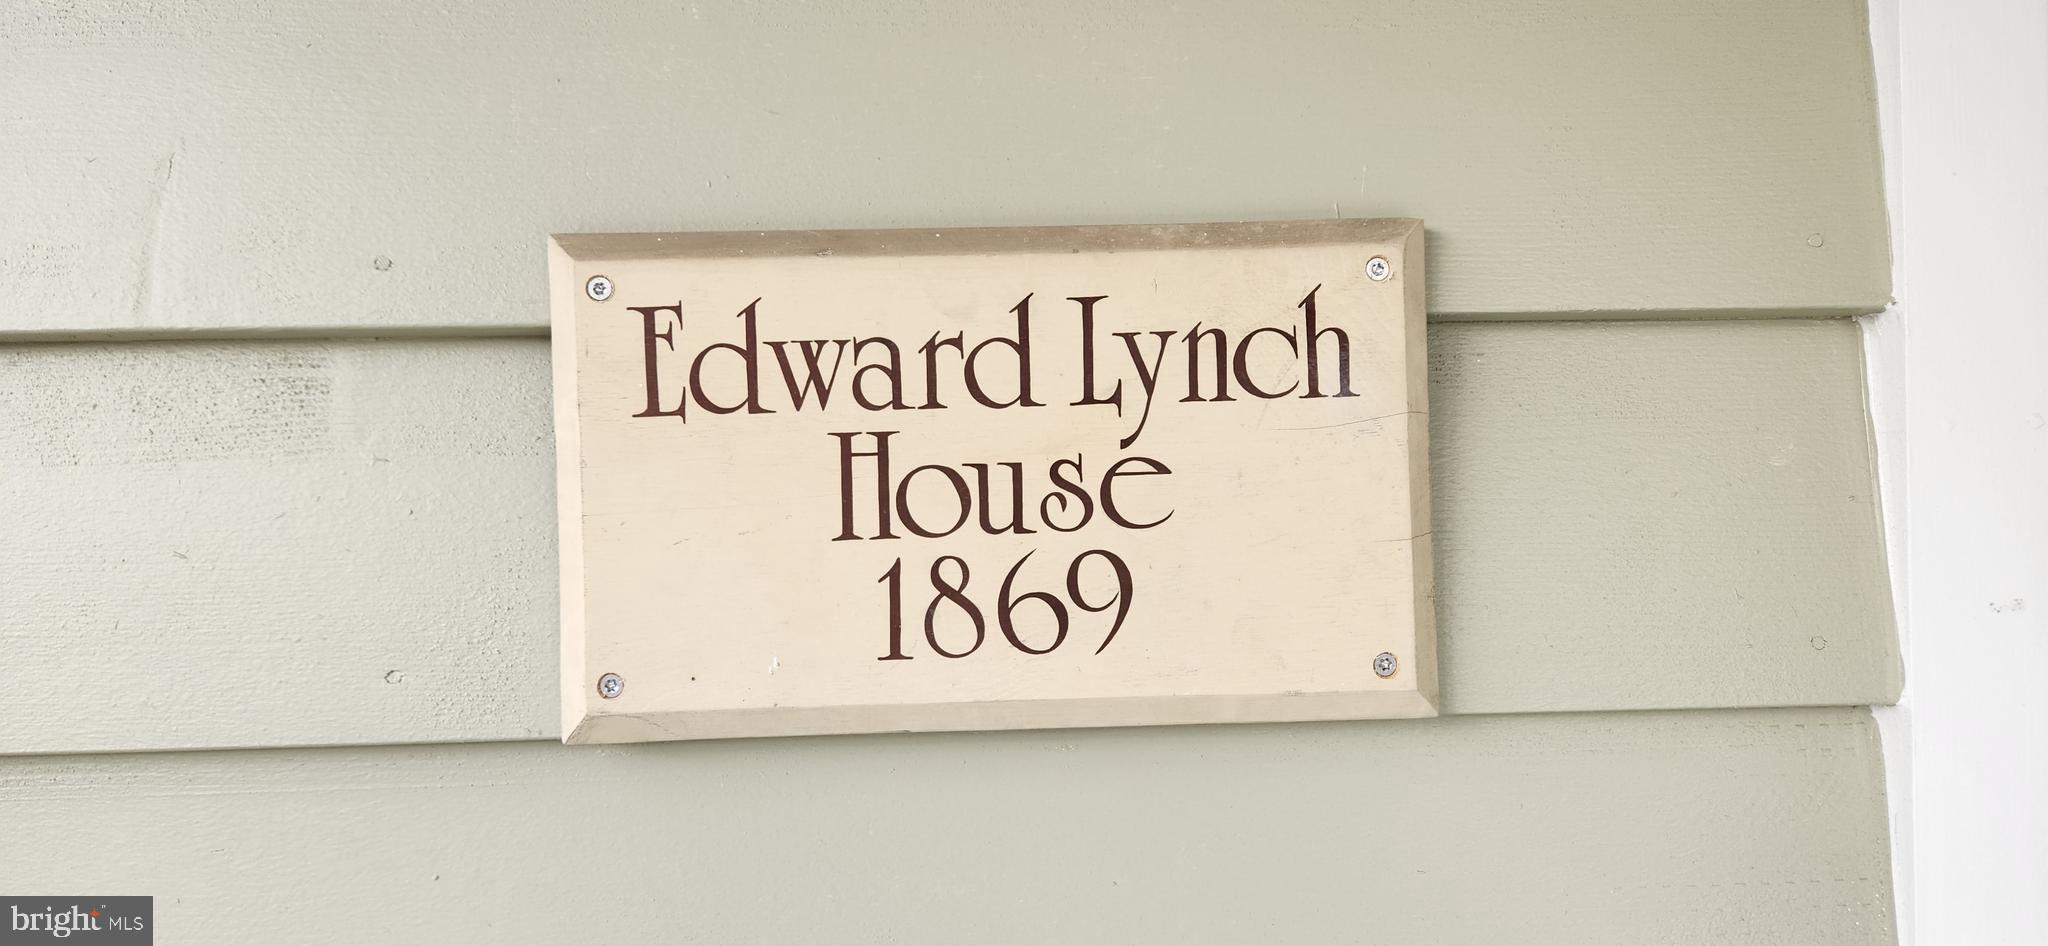 Edward Lynch
House
1869
bright MLS